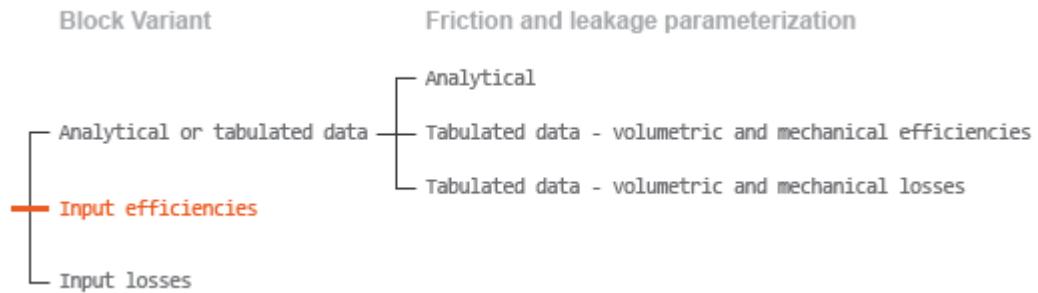 Block Variant
Friction and leakage parameterization
Analytical
Analytical or tabulated data
Tabulated data - volumetric and mechanical efficiencies
Tabulated data - volumetric and mechanical losses
Input efficiencies
Input losses